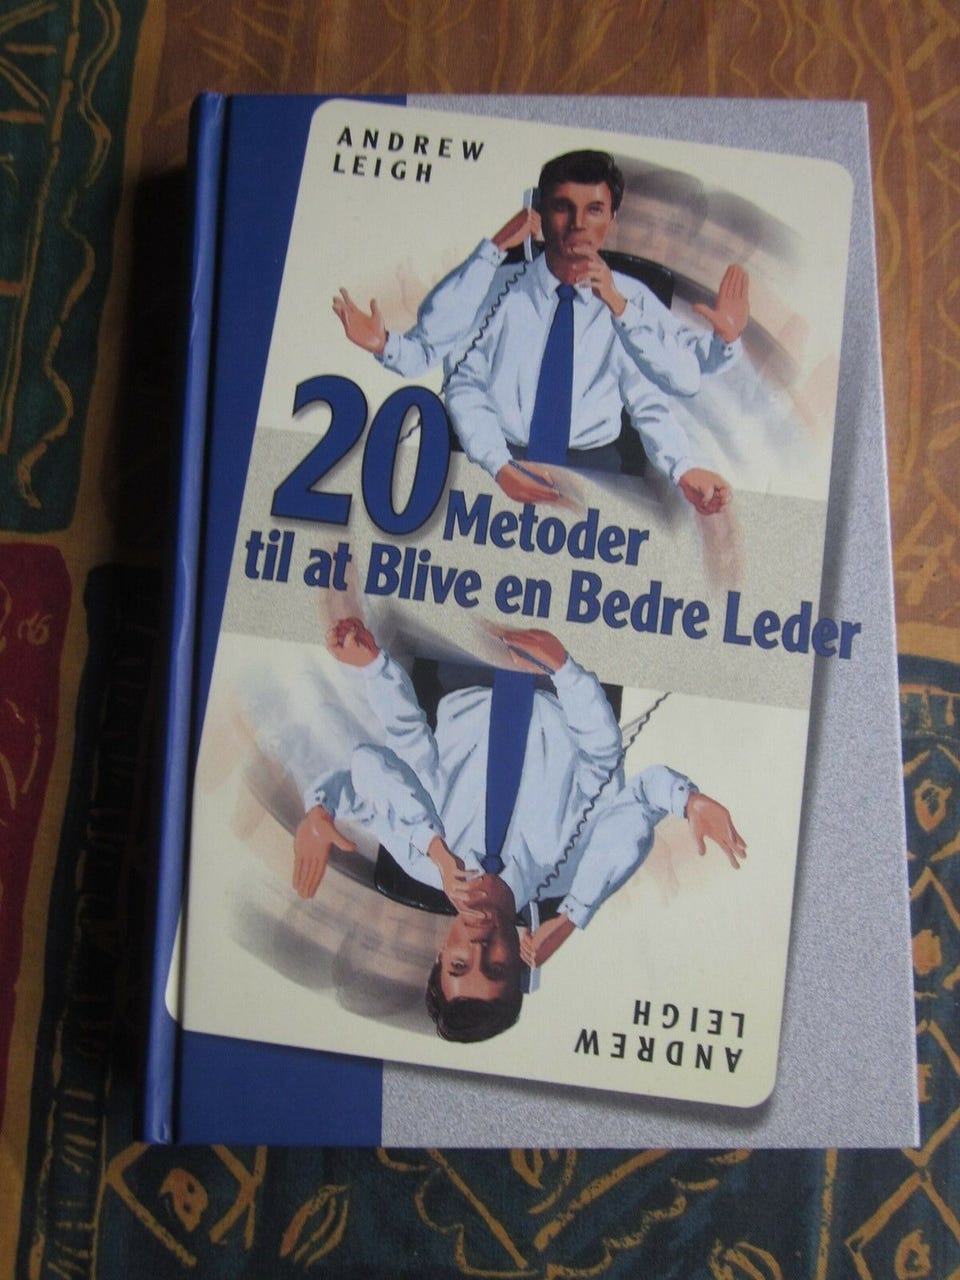 ANDREW
LEIGH
20 Metoder
til at Blive en Bedre Leder
ANDREW
LEIGH